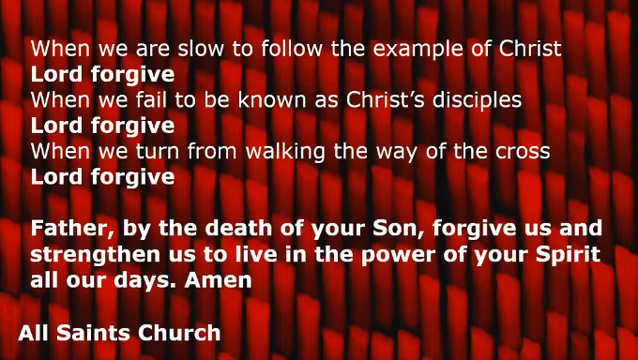 When we are slow to follow the example of Christ
Lord forgive
When we fail to be known as Christ’s disciples
Lord forgive
When we turn from walking the way of the cross
Lord forgive
Father, by the death of your Son, forgive us and
strengthen us to live in the power of your Spirit
all our days. Amen
All Saints Church